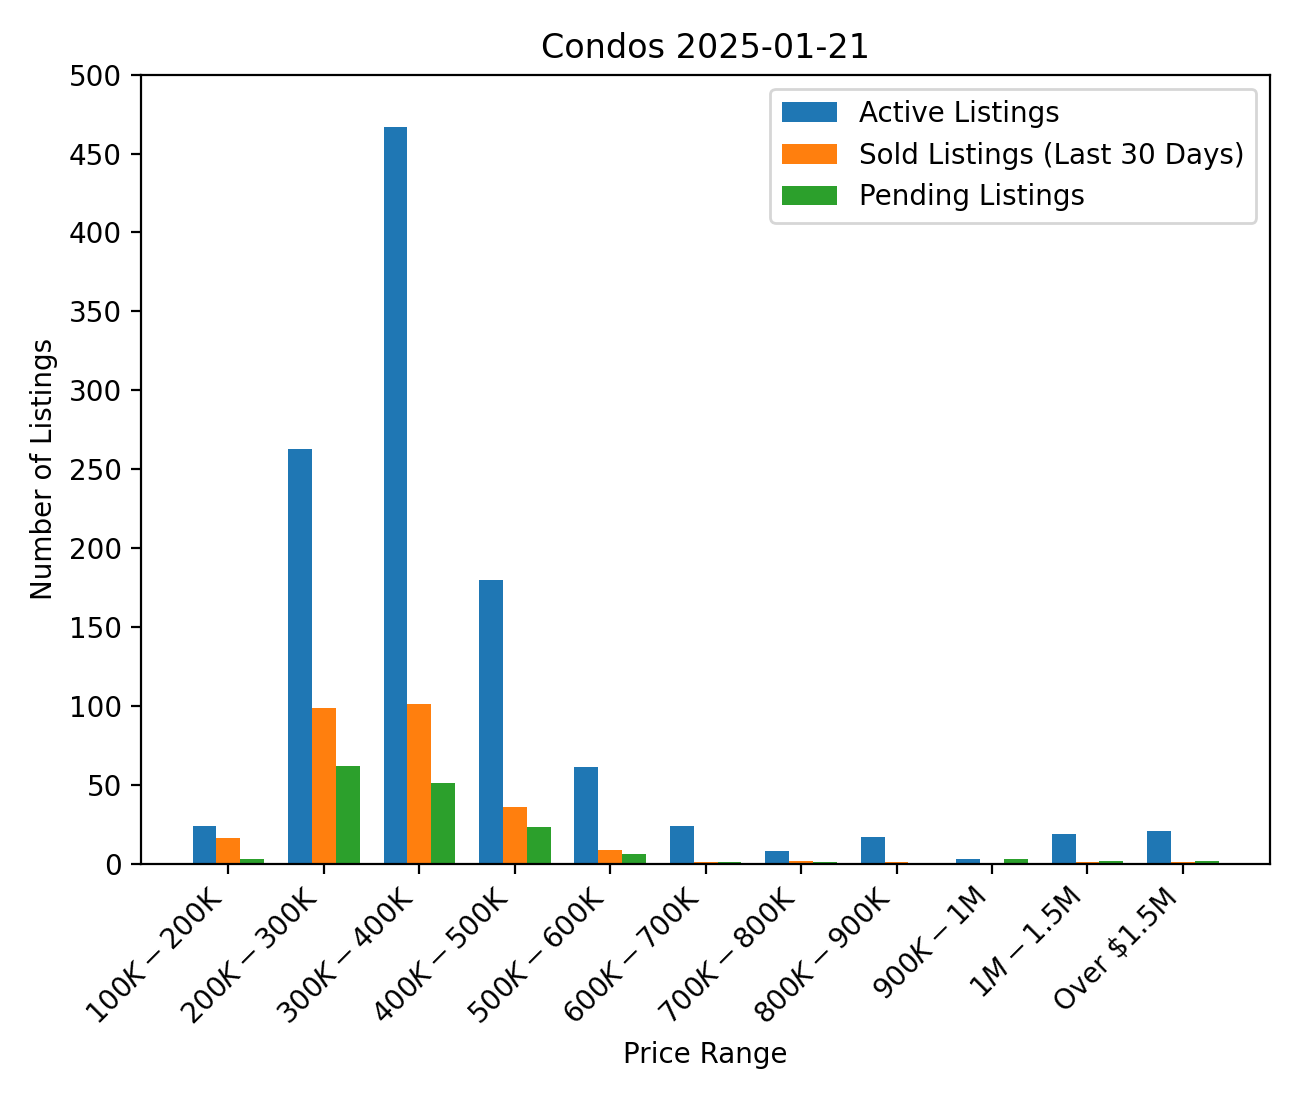 Condos 2025-01-21
Active Listings
Sold Listings (Last 30 Days)
Pending Listings
Number of Listings
500
450
400
350
300
250
200
150
100
50
0
100K − 200K
200K − 300K
300K − 400K
400K − 500K
500K − 600K
600K − 700K
700K − 800K
800K − 900K
900K − 1M
1M − 1.5M
Over $1.5M
Price Range